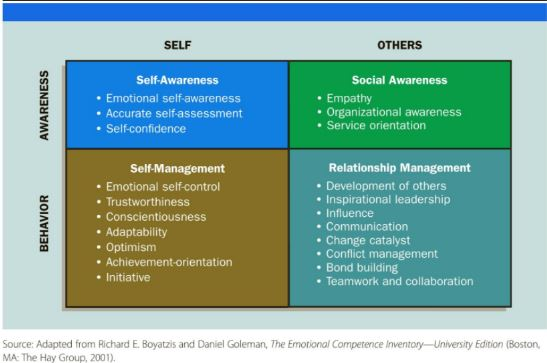 SELF
OTHERS
AWARENESS
Self-Awareness
• Emotional self-awareness
• Accurate self-assessment
• Self-confidence
Social Awareness
• Empathy
• Organizational awareness
• Service orientation
BEHAVIOR
Self-Management
• Emotional self-control
• Trustworthiness
• Conscientiousness
• Adaptability
• Optimism
• Achievement-orientation
• Initiative
Relationship Management
• Development of others
• Inspirational leadership
• Influence
• Communication
• Change catalyst
• Conflict management
• Bond building
• Teamwork and collaboration
Source: Adapted from Richard E. Boyatzis and Daniel Goleman, The Emotional Competence Inventory—University Edition (Boston,
MA: The Hay Group, 2001).